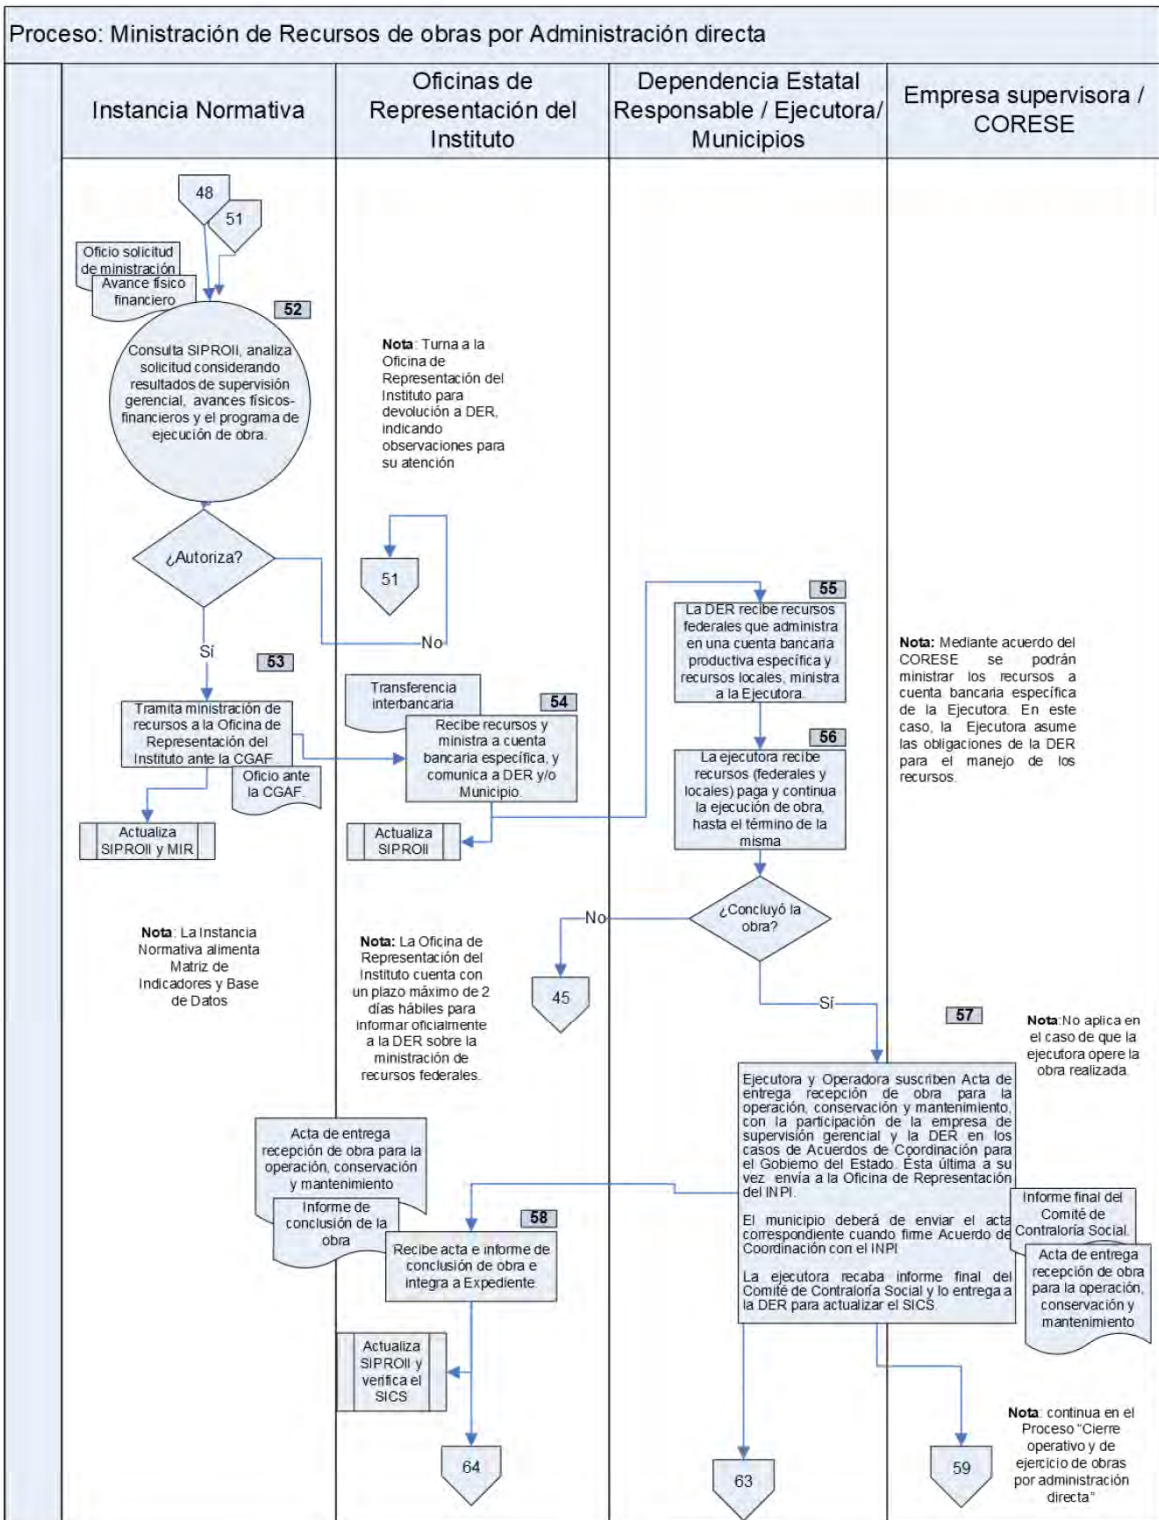 Proceso: Ministración de Recursos de obras por Administración directa
Instancia Normativa
Oficinas de
Representación del
Instituto
Dependencia Estatal
Responsable / Ejecutora/
Municipios
Empresa supervisora /
CORESE
48
51
Oficio solicitud
de ministración
Avance físico
financiero
52
Consulta SIPROII, analiza
solicitud considerando
resultados de supervisión
gerencial, avances físicos-
financieros y el programa de
ejecución de obra.
Nota: Turna a la
Oficina de
Representación del
Instituto para
devolución a DER,
indicando
observaciones para
su atención
¿Autoriza?
51
No
Sí
53
Tramita ministración de
recursos a la Oficina de
Representación del
Instituto ante la CGAF.
Oficio ante
la CGAF.
Actualiza
SIPROII y MIR
Transferencia
interbancaria
54
Recibe recursos y
ministra a cuenta
bancaria específica, y
comunica a DER y/o
Municipio.
Actualiza
SIPROII
55
La DER recibe recursos
federales que administra
en una cuenta bancaria
productiva específica y
recursos locales, ministra
a la Ejecutora.
56
La ejecutora recibe
recursos (federales y
locales) paga y continua
la ejecución de obra,
hasta el término de la
misma
Nota: Mediante acuerdo del
CORESE se podrán
ministrar los recursos a
cuenta bancaria específica
de la Ejecutora. En este
caso, la Ejecutora asume
las obligaciones de la DER
para el manejo de los
recursos.
¿Concluyó la
obra?
No
45
Sí
Nota: La Instancia
Normativa alimenta
Matriz de
Indicadores y Base
de Datos
Nota: La Oficina de
Representación del
Instituto cuenta con
un plazo máximo de 2
días hábiles para
informar oficialmente
a la DER sobre la
ministración de
recursos federales.
57
Nota:No aplica en
el caso de que la
ejecutora opere la
obra realizada.
Ejecutora y Operadora suscriben Acta de
entrega recepción de obra para la
operación, conservación y mantenimiento,
con la participación de la empresa de
supervisión gerencial y la DER en los
casos de Acuerdos de Coordinación para
el Gobierno del Estado. Ésta última a su
vez envía a la Oficina de Representación
del INPI.
El municipio deberá de enviar el acta
correspondiente cuando firme Acuerdo de
Coordinación con el INPI
La ejecutora recaba informe final del
Comité de Contraloría Social y lo entrega a
la DER para actualizar el SICS.
Informe final del
Comité de
Contraloría Social.
Acta de entrega
recepción de obra
para la operación,
conservación y
mantenimiento
Acta de entrega
recepción de obra para la
operación, conservación
y mantenimiento
Informe de
conclusión de la
obra
58
Recibe acta e informe de
conclusión de obra e
integra a Expediente.
Actualiza
SIPROII y
verifica el
SICS
64
63
59
Nota: continua en el
Proceso "Cierre
operativo y de
ejercicio de obras
por administración
directa"